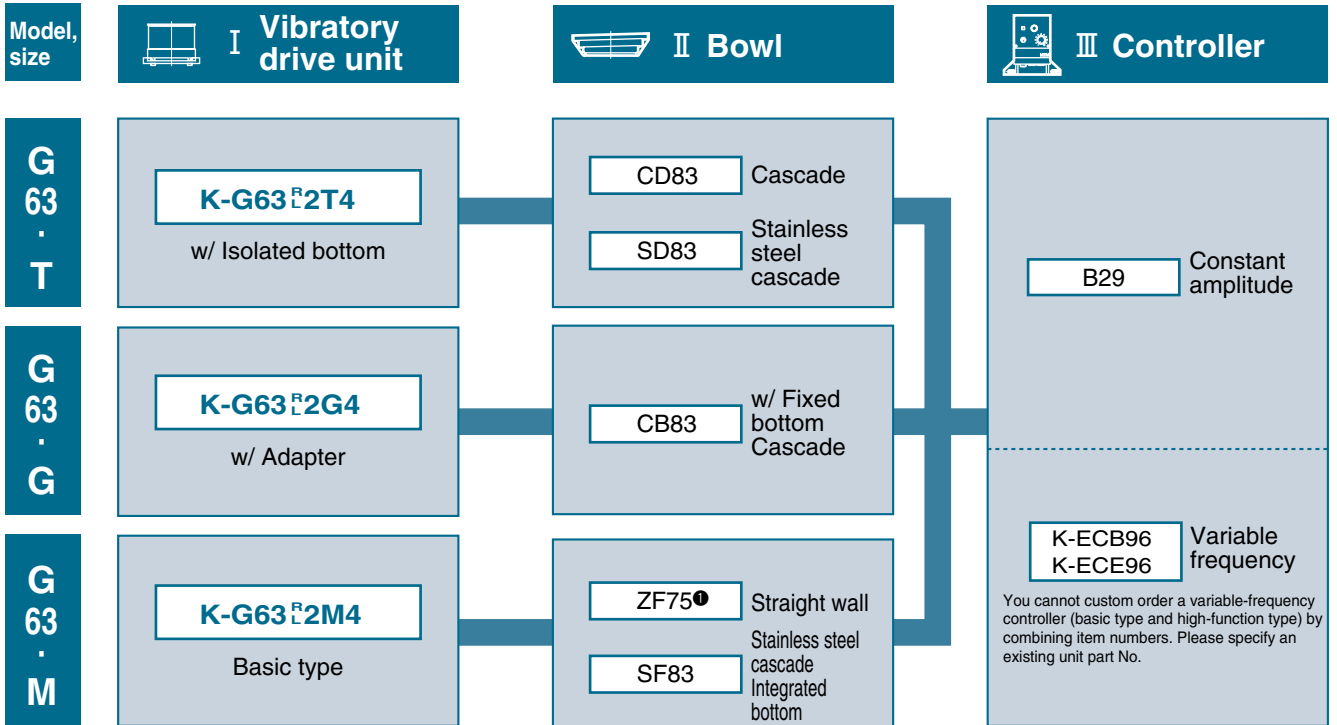 Model,
size
Ⅰ Vibratory
drive unit
Ⅱ Bowl
Ⅲ Controller
G
63
·
T
K-G63 R/L 2T4
w/ Isolated bottom
CD83 Cascade
SD83 Stainless
steel
cascade
B29 Constant
amplitude
G
63
·
G
K-G63 R/L 2G4
w/ Adapter
CB83 w/ Fixed
bottom
Cascade
G
63
·
M
K-G63 R/L 2M4
Basic type
ZF75❶ Straight wall
SF83 Stainless steel
cascade
Integrated
bottom
K-ECB96
K-ECE96
Variable
frequency
You cannot custom order a variable-frequency
controller (basic type and high-function type) by
combining item numbers. Please specify an
existing unit part No.